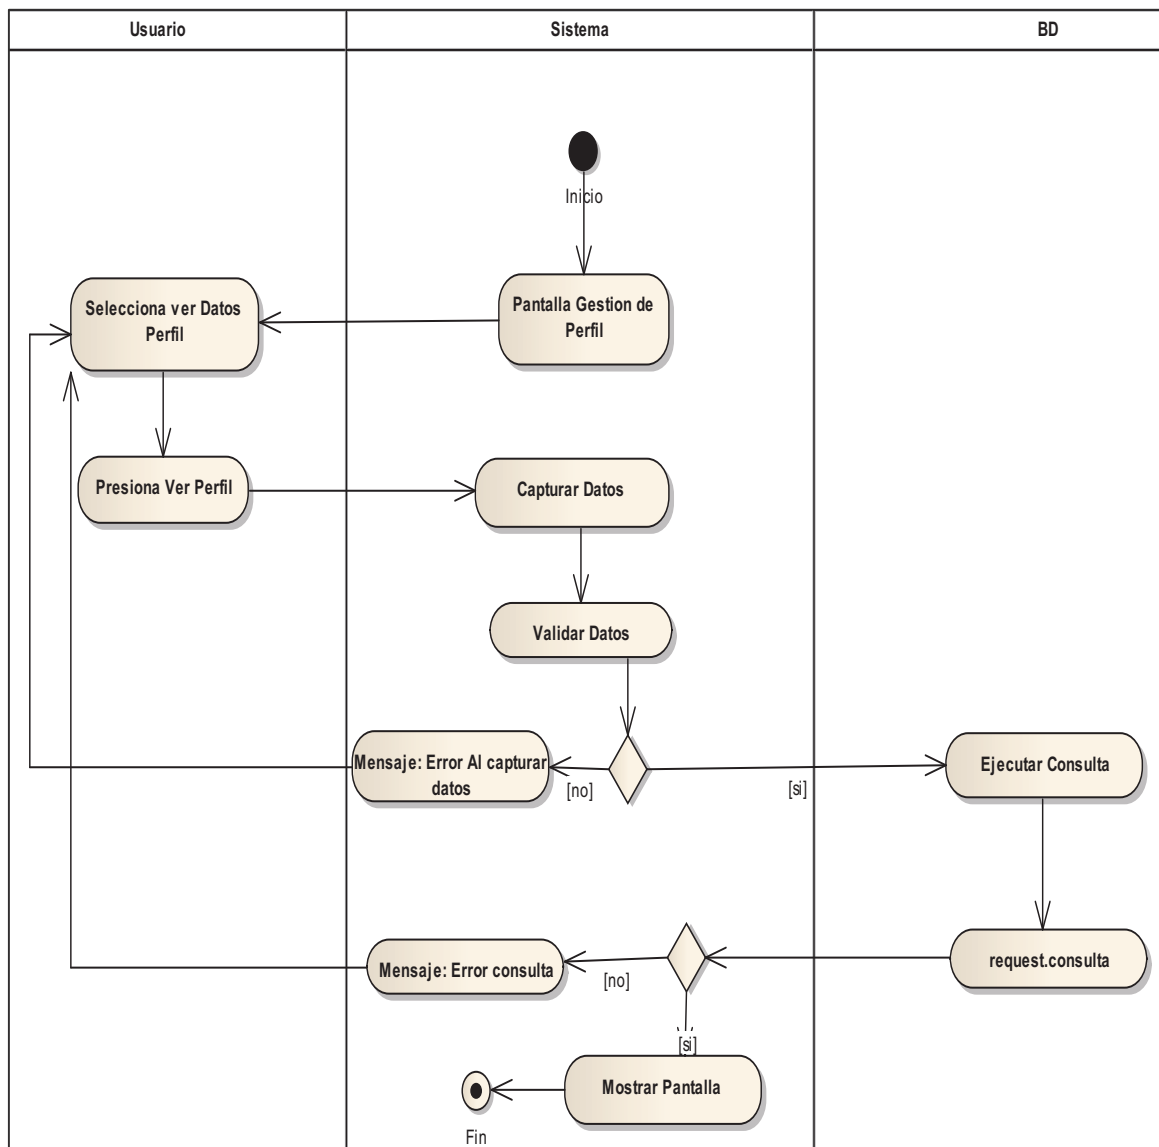 Usuario
Sistema
BD
Inicio
Selecciona ver Datos
Perfil
Pantalla Gestion de
Perfil
Presiona Ver Perfil
Capturar Datos
Validar Datos
Mensaje: Error Al capturar
datos
[no]
[si]
Ejecutar Consulta
Mensaje: Error consulta
[no]
request.consulta
[si]
Mostrar Pantalla
Fin